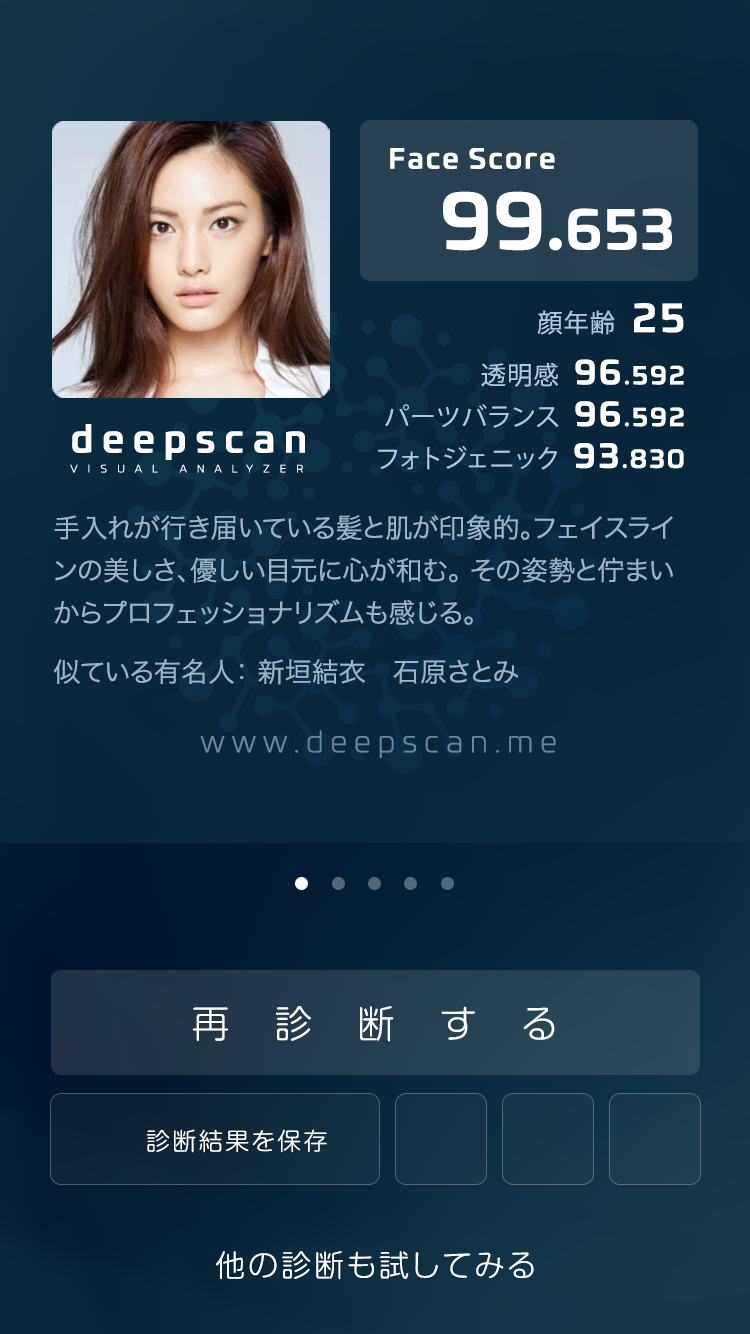 Face Score
99.653
顔年齢 25
透明感 96.592
パーツバランス 96.592
フォトジェニック 93.830
deepscan
VISUAL ANALYZER
手入れが行き届いている髪と肌が印象的。フェイスライ
ンの美しさ、優しい目元に心が和む。その姿勢と佇まい
からプロフェッショナリズムも感じる。
似ている有名人: 新垣結衣　石原さとみ
www.deepscan.me
再診断する
診断結果を保存
他の診断も試してみる